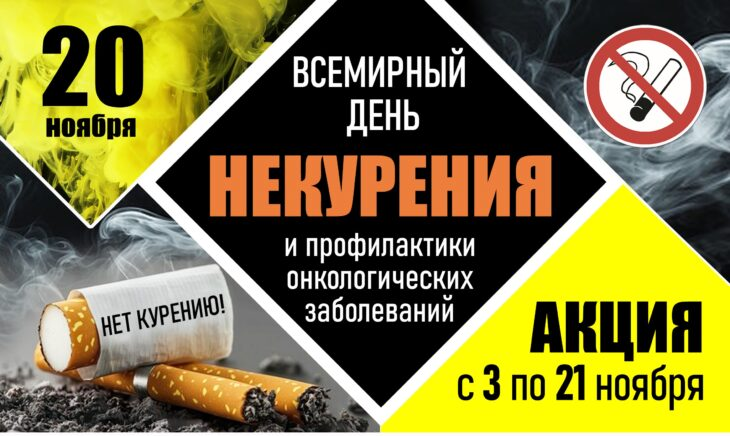 20
ноября
ВСЕМИРНЫЙ
ДЕНЬ
НЕКУРЕНИЯ
и профилактики
онкологических
заболеваний
НЕТ КУРЕНИЮ!
АКЦИЯ
с 3 по 21 ноября